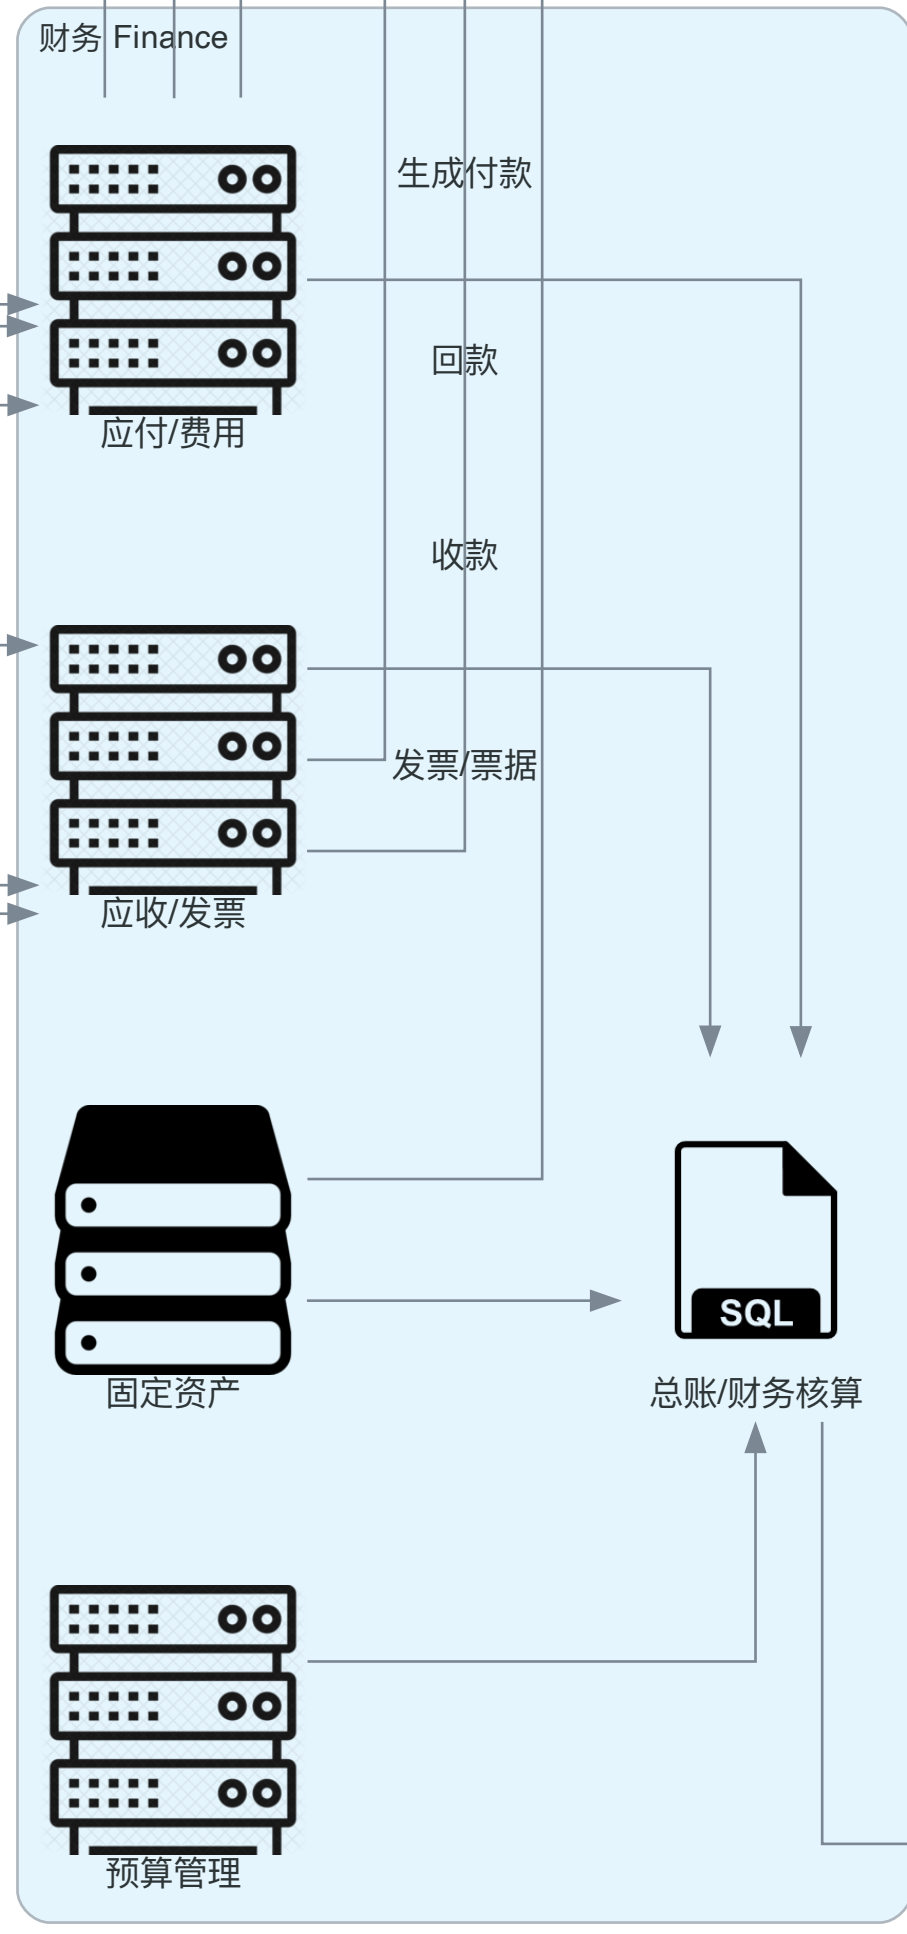 财务 Finance
生成付款
回款
应付/费用
收款
发票/票据
应收/发票
SQL
固定资产
总账/财务核算
预算管理